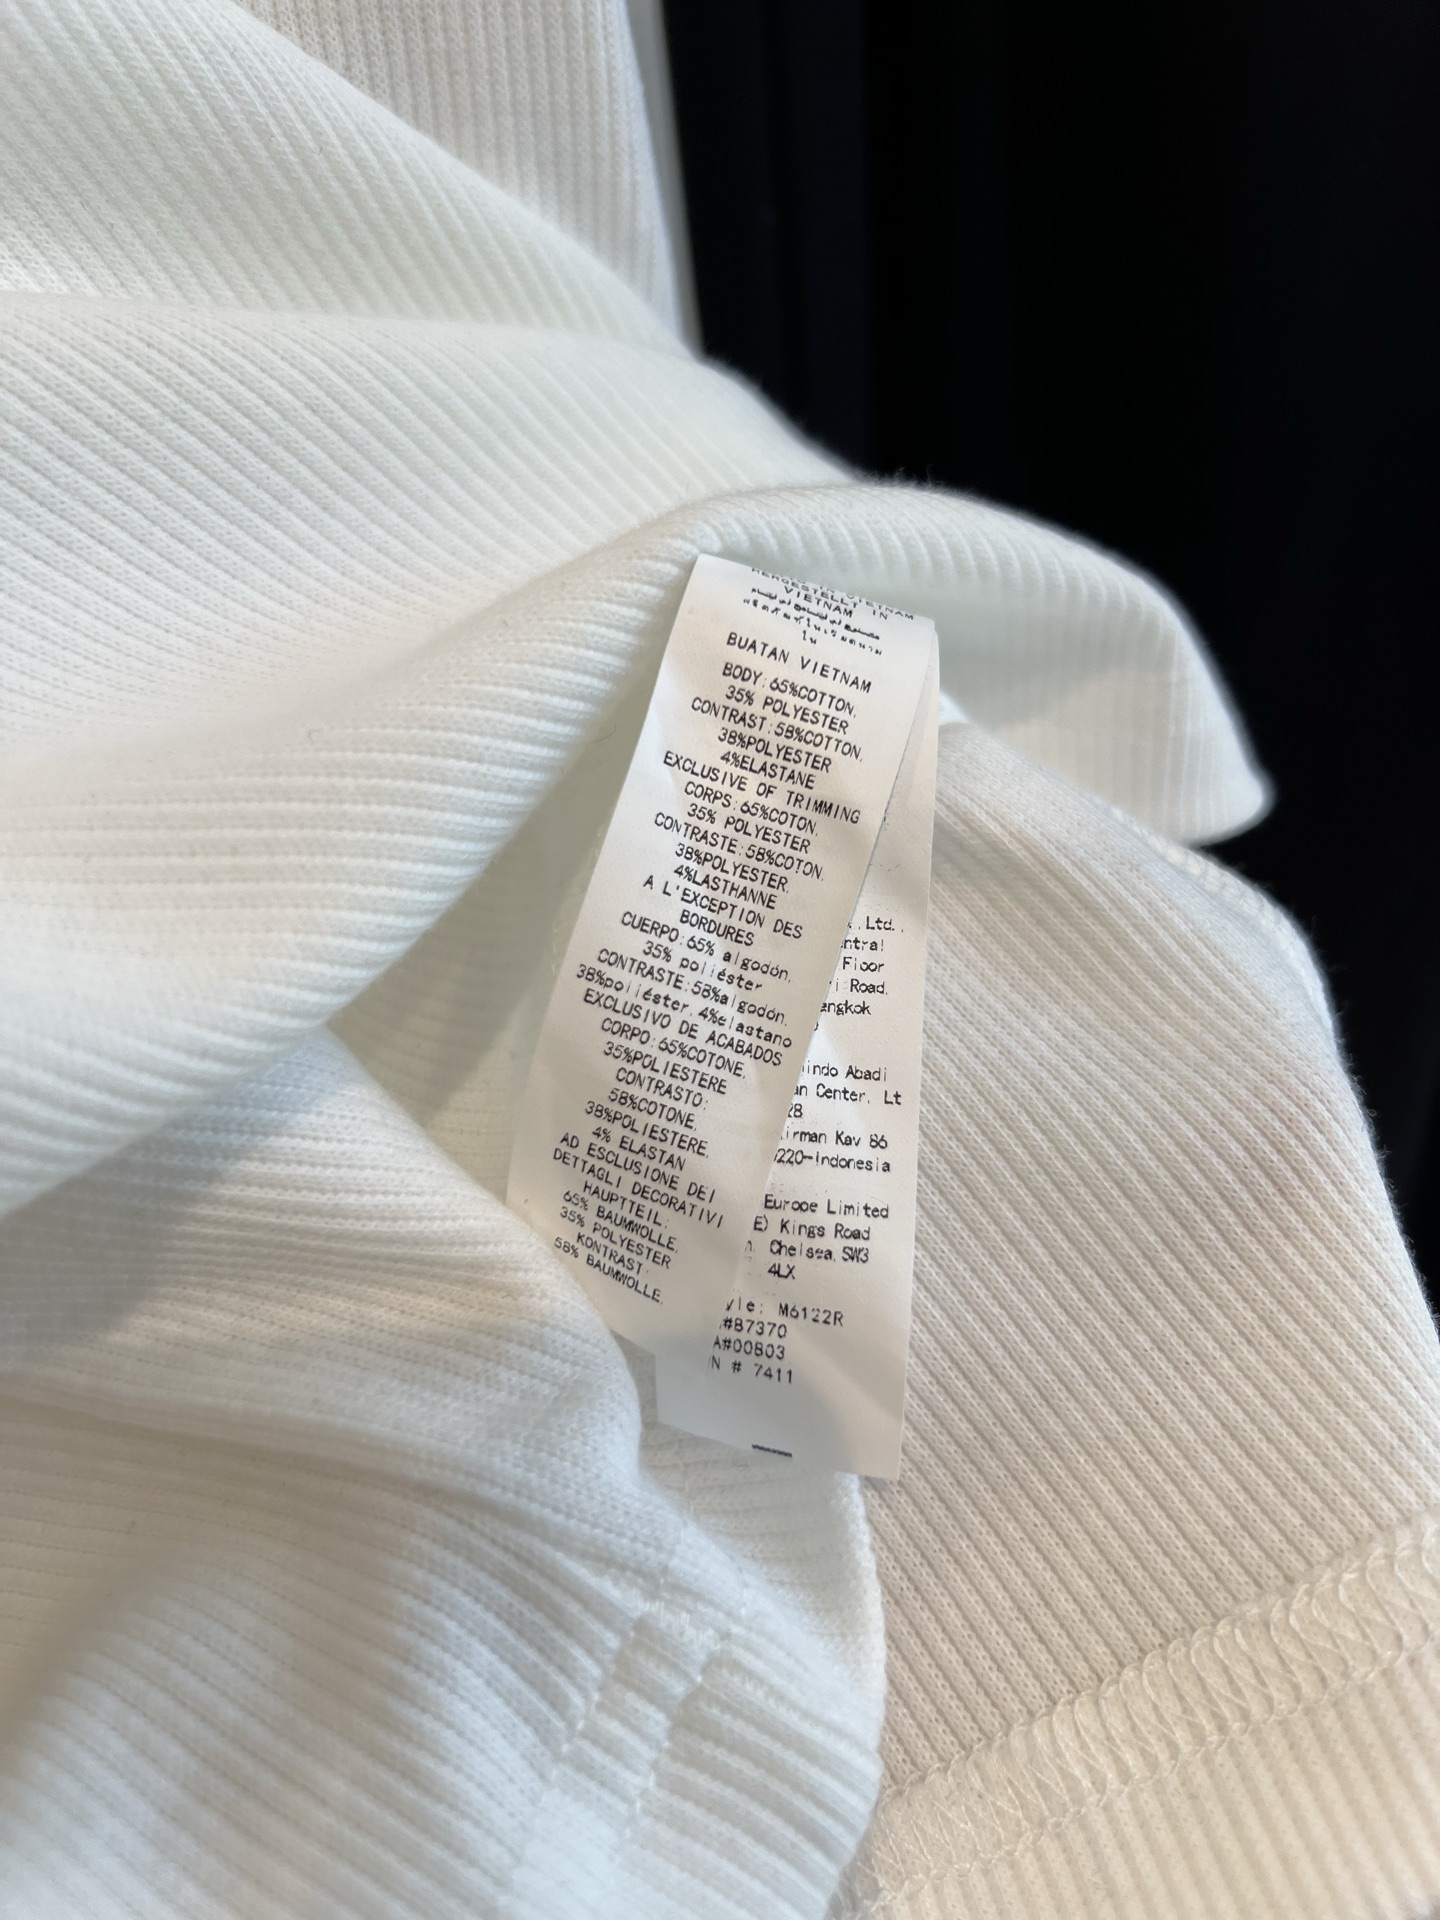 VIETNAM
HERGESTELLT IN
VIETNAM
BUATAN VIETNAM
BODY:65%COTTON,
35% POLYESTER
CONTRAST:58%COTTON,
38%POLYESTER
4%ELASTANE
EXCLUSIVE OF TRIMMING
CORPS:65%COTON,
35% POLYESTER
CONTRASTE:58%COTON,
38%POLYESTER,
4%LASTHANNE
A L'EXCEPTION DES
BORDURES
CUERPO:65% algodón,
35% poliéster
CONTRASTE:58%algodón,
38%poliéster,4%elastano
EXCLUSIVO DE ACABADOS
CORPO:65%COTONE,
35%POLIESTERE
CONTRASTO:
58%COTONE,
38%POLIESTERE,
4% ELASTAN
AD ESCLUSIONE DEI
DETTAGLI DECORATIVI
HAUPTTEIL:
65% BAUMWOLLE,
35% POLYESTER
KONTRAST:
58% BAUMWOLLE,
Ltd.,
ntral
Floor
i Road,
angkok
indo Abadi
an Center, Lt
28
irman Kav 86
220-Indonesia
Europe Limited
E) Kings Road
Chelsea, SW3
4LX
yle: M6122R
#87370
A#00803
N # 7411